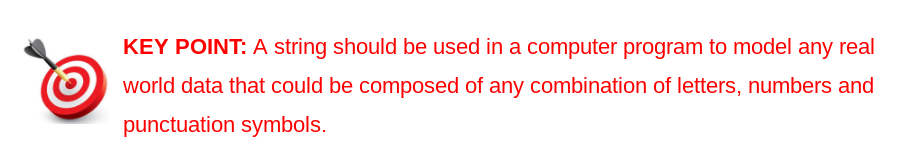 KEY POINT: A string should be used in a computer program to model any real
world data that could be composed of any combination of letters, numbers and
punctuation symbols.